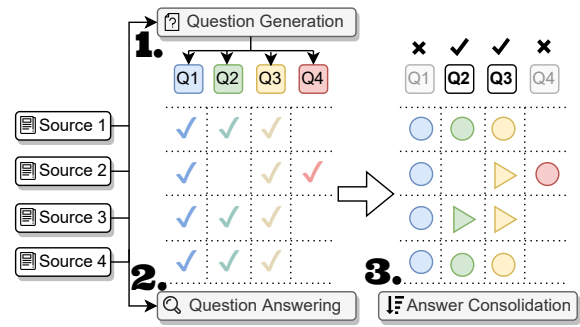 1.
Question Generation
Q1 Q2 Q3 Q4
Q1 Q2 Q3 Q4
Source 1
Source 2
Source 3
Source 4
2.
Question Answering
3.
Answer Consolidation